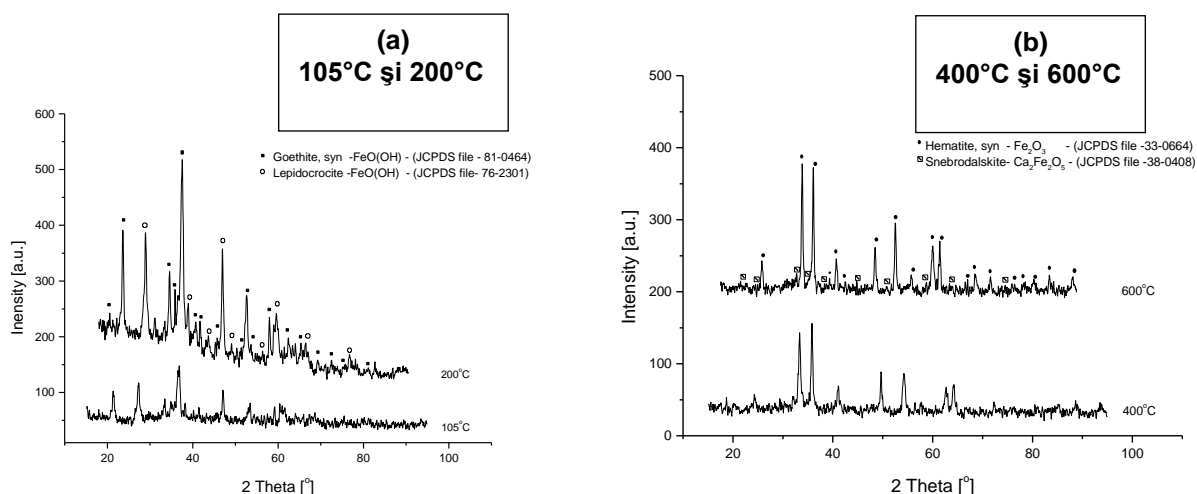 (a)
105°C şi 200°C
600
500
400
300
200
100
Inensity [a.u.]
Goethite, syn -FeO(OH) - (JCPDS file - 81-0464)
Lepidocrocite -FeO(OH) - (JCPDS file- 76-2301)
200°C
105°C
20 40 60 80 100
2 Theta [°]
(b)
400°C şi 600°C
500
400
300
200
100
0
Intensity [a.u.]
Hematite, syn - Fe₂O₃ - (JCPDS file -33-0664)
Snebrodalskite- Ca₂Fe₂O₅ - (JCPDS file -38-0408)
600°C
400°C
20 40 60 80 100
2 Theta [°]